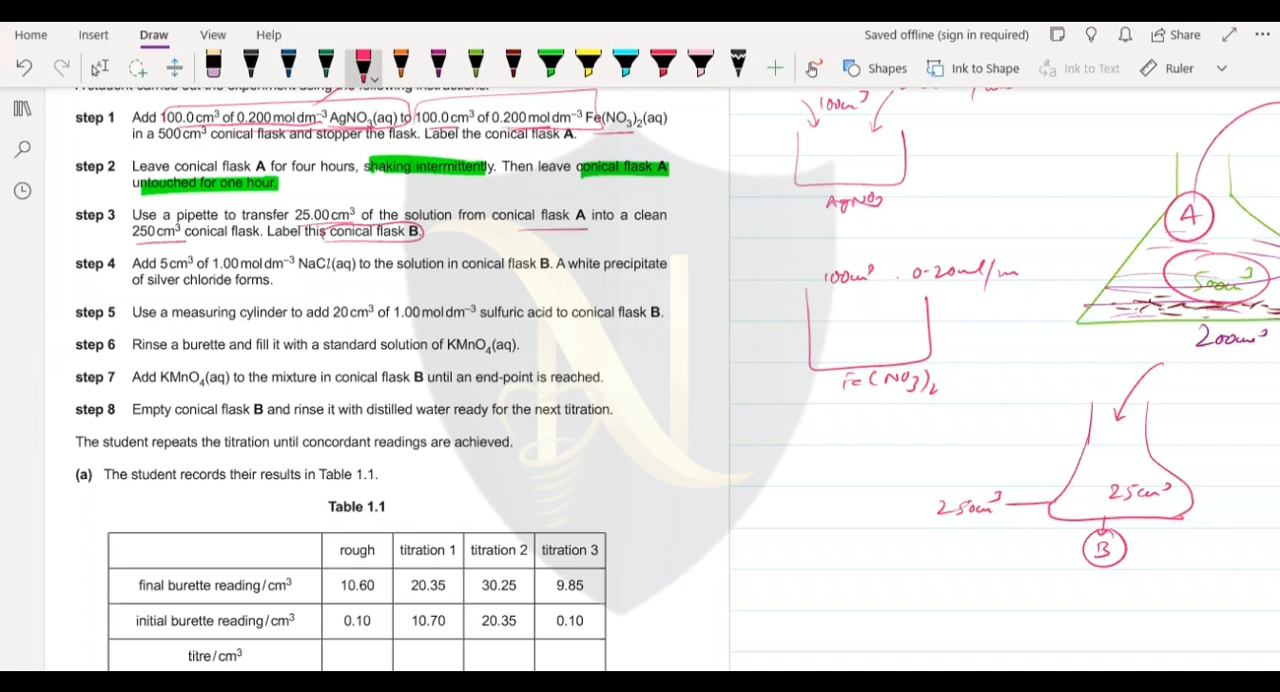 Home Insert Draw View Help Saved offline (sign in required) Share
Shapes Ink to Shape Ink to Text Ruler
step 1 Add 100.0 cm³ of 0.200 mol dm⁻³ AgNO₃(aq) to 100.0 cm³ of 0.200 mol dm⁻³ Fe(NO₃)₂(aq)
in a 500 cm³ conical flask and stopper the flask. Label the conical flask A.
step 2 Leave conical flask A for four hours, shaking intermittently. Then leave conical flask A
untouched for one hour.
step 3 Use a pipette to transfer 25.00 cm³ of the solution from conical flask A into a clean
250 cm³ conical flask. Label this conical flask B.
step 4 Add 5 cm³ of 1.00 mol dm⁻³ NaCl(aq) to the solution in conical flask B. A white precipitate
of silver chloride forms.
step 5 Use a measuring cylinder to add 20 cm³ of 1.00 mol dm⁻³ sulfuric acid to conical flask B.
step 6 Rinse a burette and fill it with a standard solution of KMnO₄(aq).
step 7 Add KMnO₄(aq) to the mixture in conical flask B until an end-point is reached.
step 8 Empty conical flask B and rinse it with distilled water ready for the next titration.
The student repeats the titration until concordant readings are achieved.
(a) The student records their results in Table 1.1.
Table 1.1
rough titration 1 titration 2 titration 3
final burette reading/cm³ 10.60 20.35 30.25 9.85
initial burette reading/cm³ 0.10 10.70 20.35 0.10
titre/cm³
100cm³
AgNO₃
100cm³ . 0.20mol/m
Fe(NO₃)₂
A
500cm³
200cm³
250cm³
25cm³
B